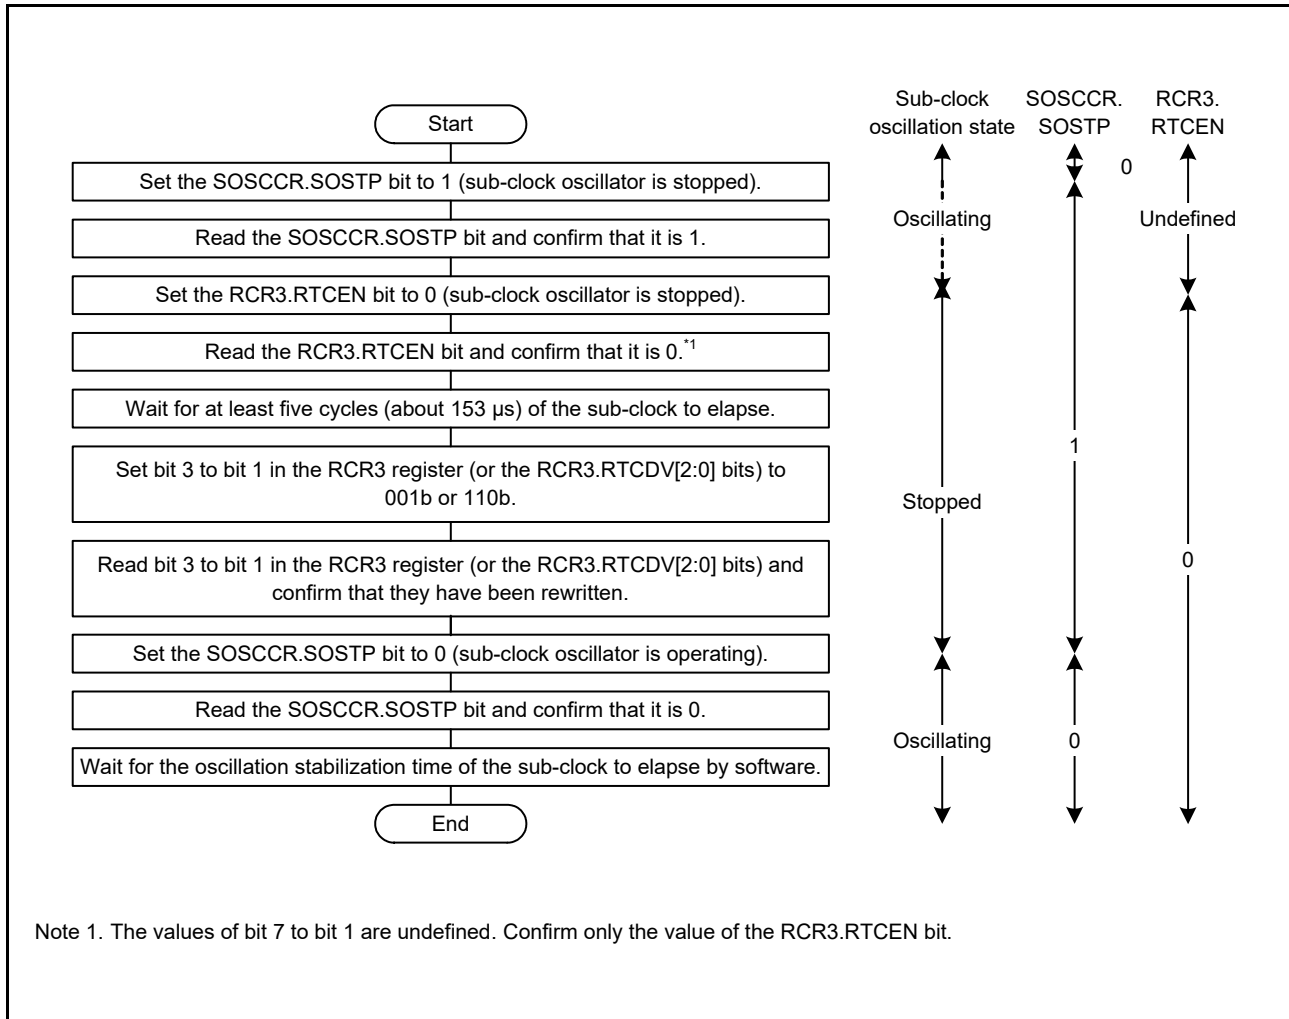 Start
Set the SOSCCR.SOSTP bit to 1 (sub-clock oscillator is stopped).
Read the SOSCCR.SOSTP bit and confirm that it is 1.
Set the RCR3.RTCEN bit to 0 (sub-clock oscillator is stopped).
Read the RCR3.RTCEN bit and confirm that it is 0.*1
Wait for at least five cycles (about 153 µs) of the sub-clock to elapse.
Set bit 3 to bit 1 in the RCR3 register (or the RCR3.RTCDV[2:0] bits) to
001b or 110b.
Read bit 3 to bit 1 in the RCR3 register (or the RCR3.RTCDV[2:0] bits) and
confirm that they have been rewritten.
Set the SOSCCR.SOSTP bit to 0 (sub-clock oscillator is operating).
Read the SOSCCR.SOSTP bit and confirm that it is 0.
Wait for the oscillation stabilization time of the sub-clock to elapse by software.
End
Sub-clock
oscillation state
Oscillating
Stopped
Oscillating
SOSCCR.
SOSTP
0
1
0
RCR3.
RTCEN
Undefined
0
Note 1. The values of bit 7 to bit 1 are undefined. Confirm only the value of the RCR3.RTCEN bit.